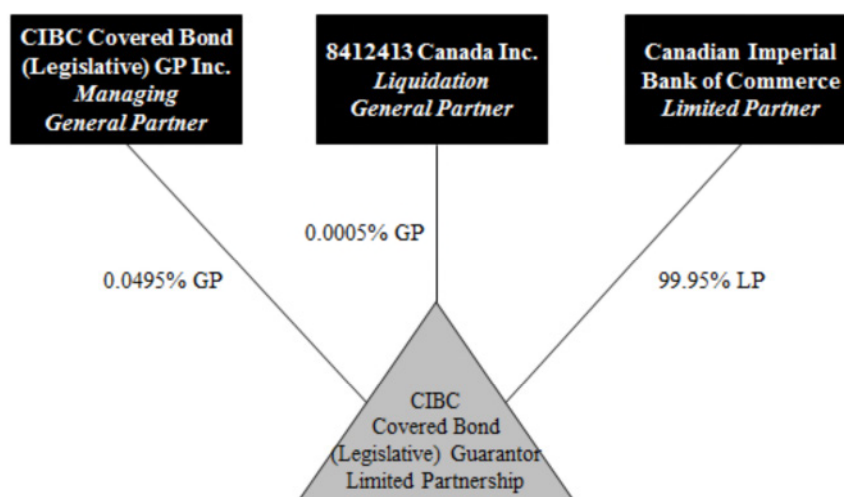 CIBC Covered Bond
(Legislative) GP Inc.
Managing
General Partner
8412413 Canada Inc.
Liquidation
General Partner
Canadian Imperial
Bank of Commerce
Limited Partner
0.0495% GP
0.0005% GP
99.95% LP
CIBC
Covered Bond
(Legislative) Guarantor
Limited Partnership